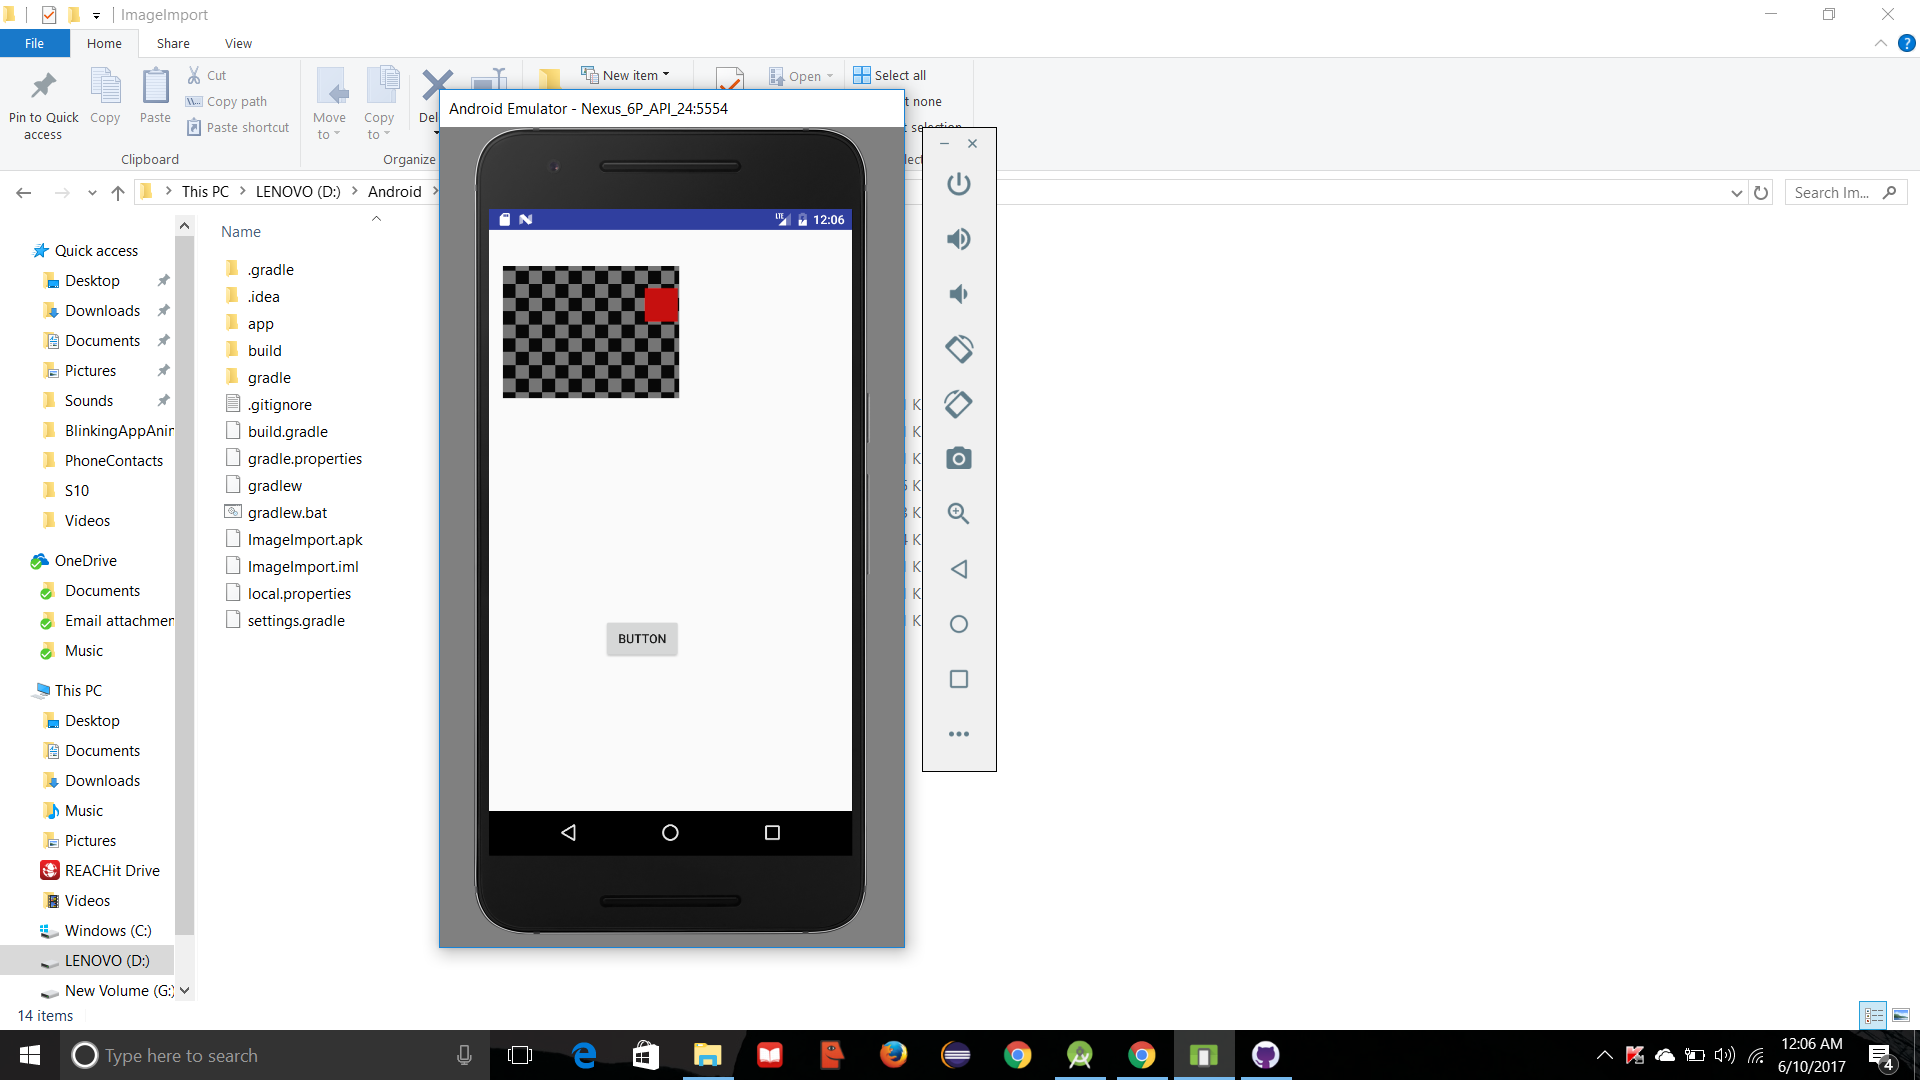 ImageImport
File
Home
Share
View
Pin to Quick access
Copy
Paste
Cut
Copy path
Paste shortcut
Clipboard
Move to
Copy to
Del
Organize
New item
Open
Select all
t none
t selection
lect
Android Emulator - Nexus_6P_API_24:5554
This PC
LENOVO (D:)
Android
Search Im...
Name
Quick access
Desktop
Downloads
Documents
Pictures
Sounds
BlinkingAppAnin
PhoneContacts
S10
Videos
OneDrive
Documents
Email attachmen
Music
This PC
Desktop
Documents
Downloads
Music
Pictures
REACHit Drive
Videos
Windows (C:)
LENOVO (D:)
New Volume (G:)
.gradle
.idea
app
build
gradle
.gitignore
build.gradle
gradle.properties
gradlew
gradlew.bat
ImageImport.apk
ImageImport.iml
local.properties
settings.gradle
LTE
12:06
BUTTON
14 items
Type here to search
12:06 AM
6/10/2017
4